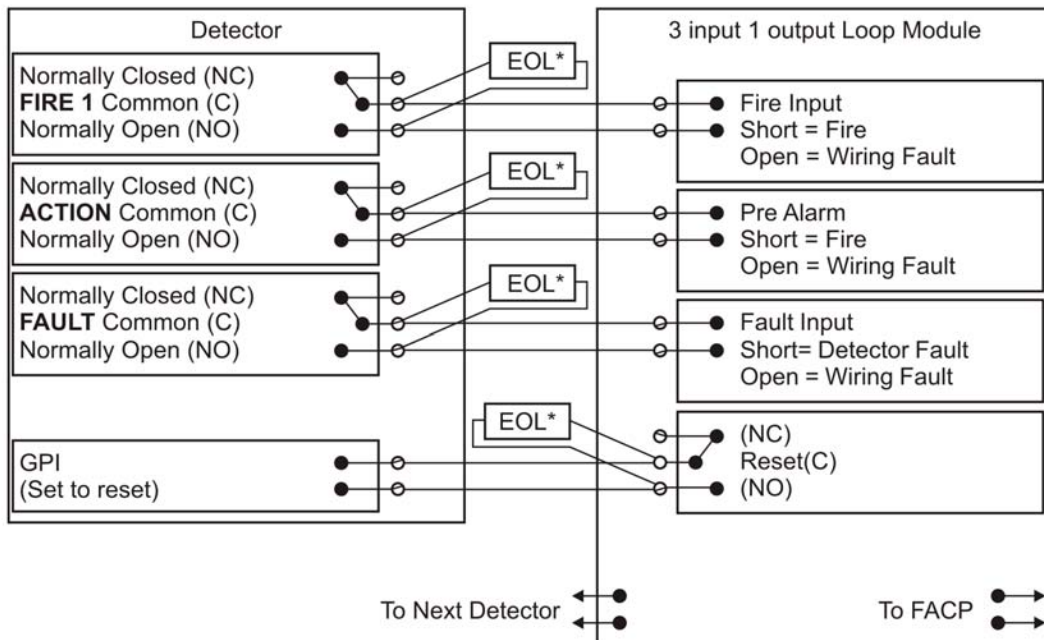 Detector
3 input 1 output Loop Module
Normally Closed (NC)
FIRE 1 Common (C)
Normally Open (NO)
EOL*
Fire Input
Short = Fire
Open = Wiring Fault
Normally Closed (NC)
ACTION Common (C)
Normally Open (NO)
EOL*
Pre Alarm
Short = Fire
Open = Wiring Fault
Normally Closed (NC)
FAULT Common (C)
Normally Open (NO)
EOL*
Fault Input
Short= Detector Fault
Open = Wiring Fault
EOL*
GPI
(Set to reset)
(NC)
Reset(C)
(NO)
To Next Detector
To FACP